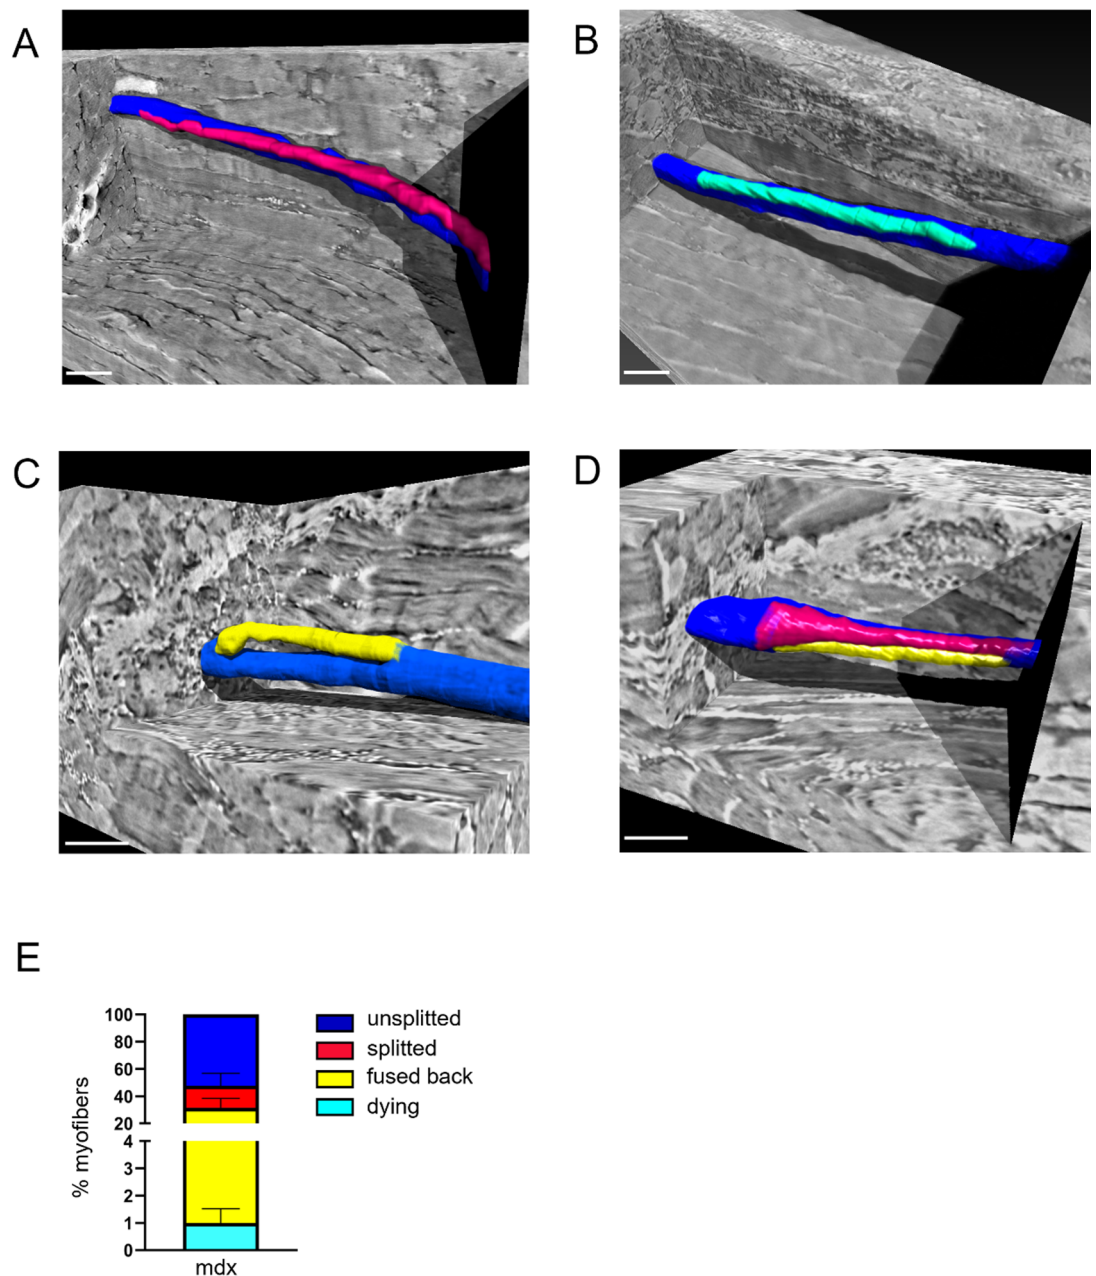 A
B
C
D
E
100
80
60
40
20
4
3
2
1
0
% myofibers
mdx
unsplitted
splitted
fused back
dying